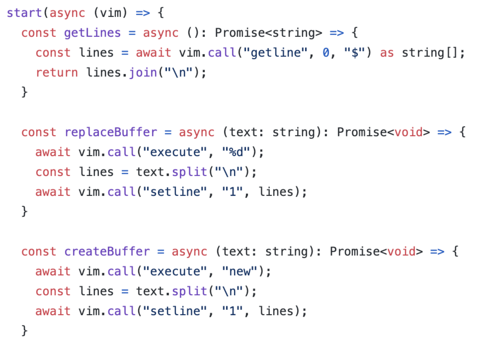 start(async (vim) => {
  const getLines = async (): Promise<string> => {
    const lines = await vim.call("getline", 0, "$") as string[];
    return lines.join("\n");
  }

  const replaceBuffer = async (text: string): Promise<void> => {
    await vim.call("execute", "%d");
    const lines = text.split("\n");
    await vim.call("setline", "1", lines);
  }

  const createBuffer = async (text: string): Promise<void> => {
    await vim.call("execute", "new");
    const lines = text.split("\n");
    await vim.call("setline", "1", lines);
  }